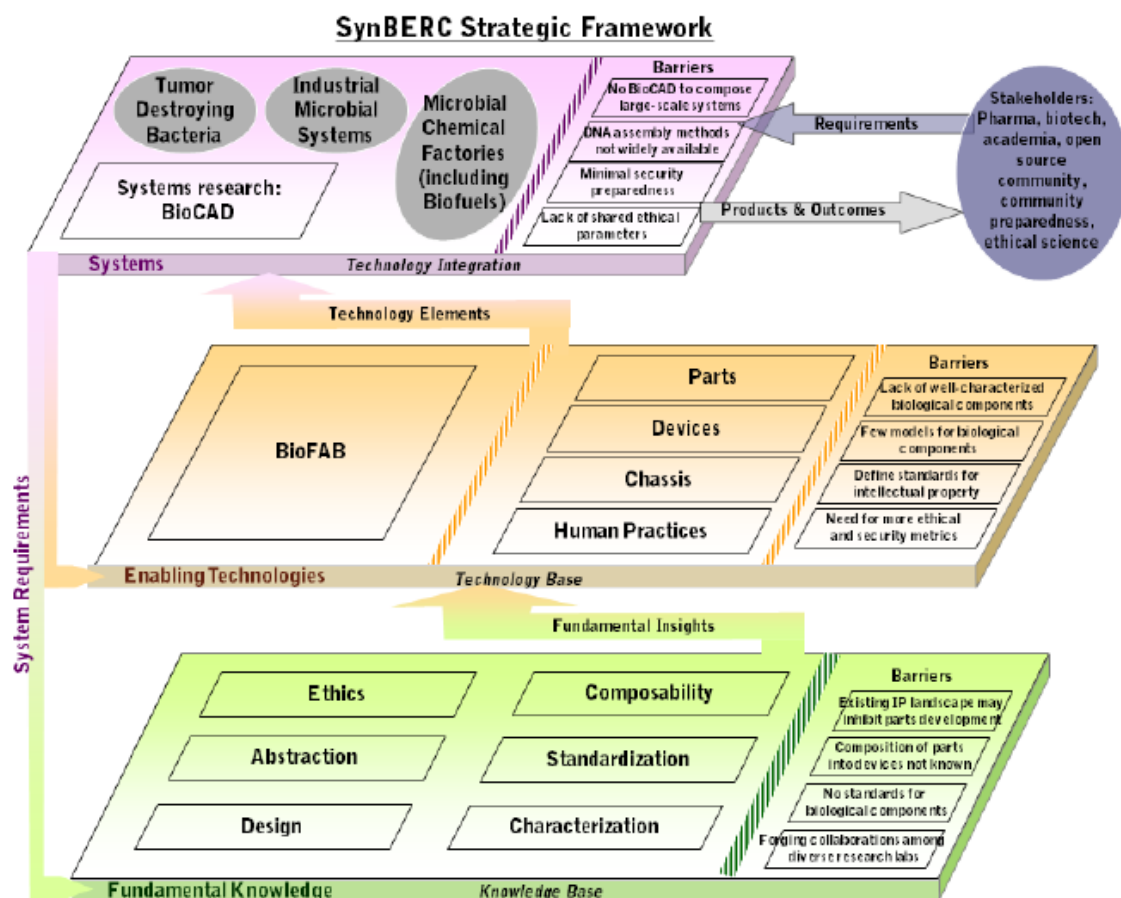 SynBERC Strategic Framework
Tumor
Destroying
Bacteria
Industrial
Microbial
Systems
Microbial
Chemical
Factories
(including
Biofuels)
Systems research:
BioCAD
Barriers
No BioCAD to compose
large-scale systems
DNA assembly methods
not widely available
Minimal security
preparedness
Lack of shared ethical
parameters
Requirements
Products & Outcomes
Stakeholders:
Pharma, biotech,
academia, open
source
community,
community
preparedness,
ethical science
Systems
Technology Integration
Technology Elements
BioFAB
Parts
Devices
Chassis
Human Practices
Barriers
Lack of well-characterized
biological components
Few models for biological
components
Define standards for
intellectual property
Need for more ethical
and security metrics
Enabling Technologies
Technology Base
System Requirements
Fundamental Insights
Ethics
Composability
Abstraction
Standardization
Design
Characterization
Barriers
Existing IP landscape may
inhibit parts development
Composition of parts
into devices not known
No standards for
biological components
Forging collaborations among
diverse research labs
Fundamental Knowledge
Knowledge Base